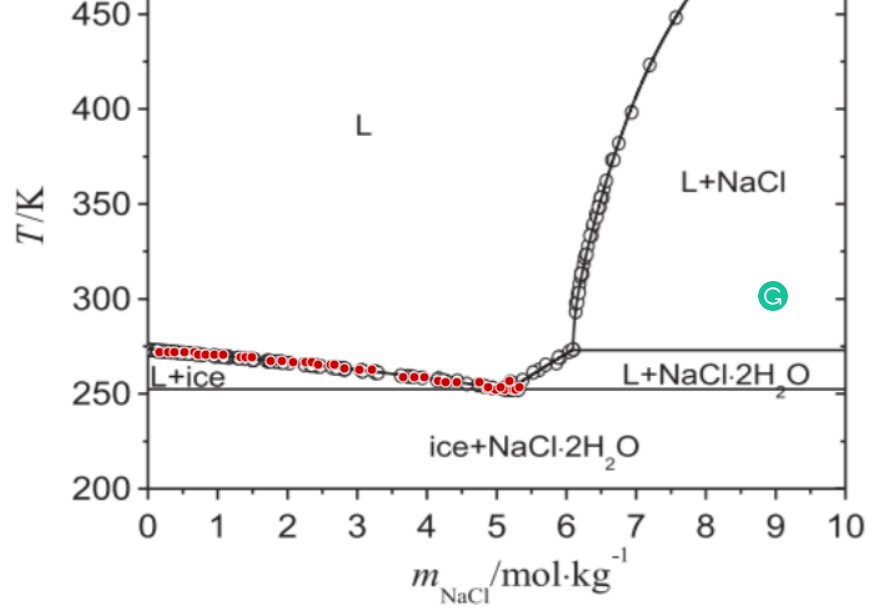 450
400
350
300
250
200
T/K
L
L+NaCl
L+ice
L+NaCl·2H₂O
ice+NaCl·2H₂O
0 1 2 3 4 5 6 7 8 9 10
m_NaCl/mol·kg⁻¹
G